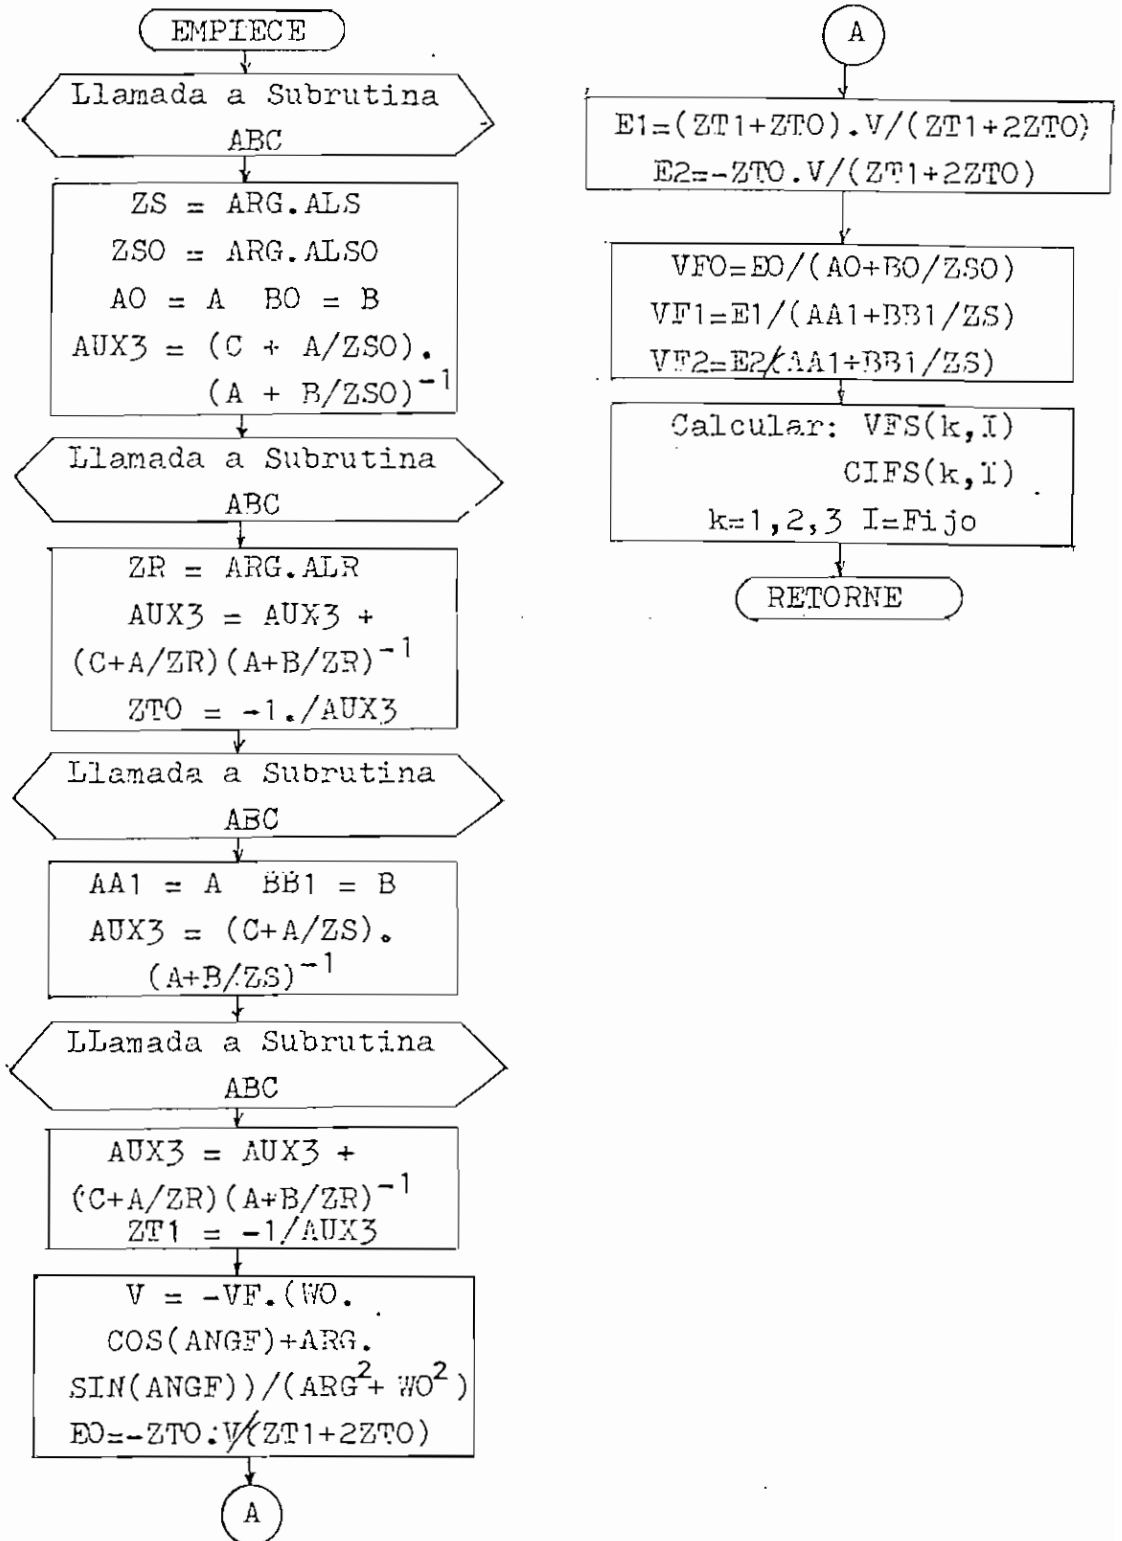 EMPIECE
Llamada a Subrutina
ABC
ZS = ARG.ALS
ZSO = ARG.ALSO
AO = A BO = B
AUX3 = (C + A/ZSO).
(A + B/ZSO)^-1
Llamada a Subrutina
ABC
ZR = ARG.ALR
AUX3 = AUX3 +
(C+A/ZR)(A+B/ZR)^-1
ZTO = -1./AUX3
Llamada a Subrutina
ABC
AA1 = A BB1 = B
AUX3 = (C+A/ZS).
(A+B/ZS)^-1
LLamada a Subrutina
ABC
AUX3 = AUX3 +
(C+A/ZR)(A+B/ZR)^-1
ZT1 = -1/AUX3
V = -VF.(WO.
COS(ANGF)+ARG.
SIN(ANGF))/(ARG^2+ WO^2)
EO=-ZTO.V/(ZT1+2ZTO)
A
A
E1=(ZT1+ZTO).V/(ZT1+2ZTO)
E2=-ZTO.V/(ZT1+2ZTO)
VFO=EO/(AO+BO/ZSO)
VF1=E1/(AA1+BB1/ZS)
VF2=E2/(AA1+BB1/ZS)
Calcular: VFS(k,I)
CIFS(k,I)
k=1,2,3 I=Fijo
RETORNE